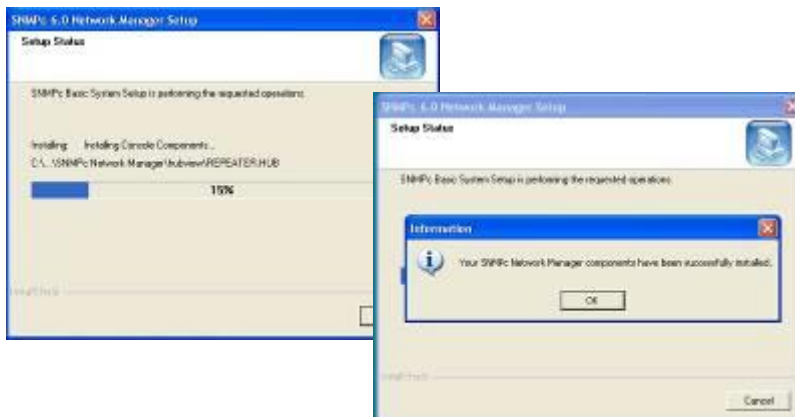 SNMPc 6.0 Network Manager Setup
Setup Status
SNMPc Basic System Setup is performing the requested operations.
Installing: Installing Console Components...
C:\...\SNMPc Network Manager\hubview\REPEATER.HUB
15%
InstallShield
SNMPc 6.0 Network Manager Setup
Setup Status
SNMPc Basic System Setup is performing the requested operations.
Information
Your SNMPc Network Manager components have been successfully installed.
OK
InstallShield
Cancel